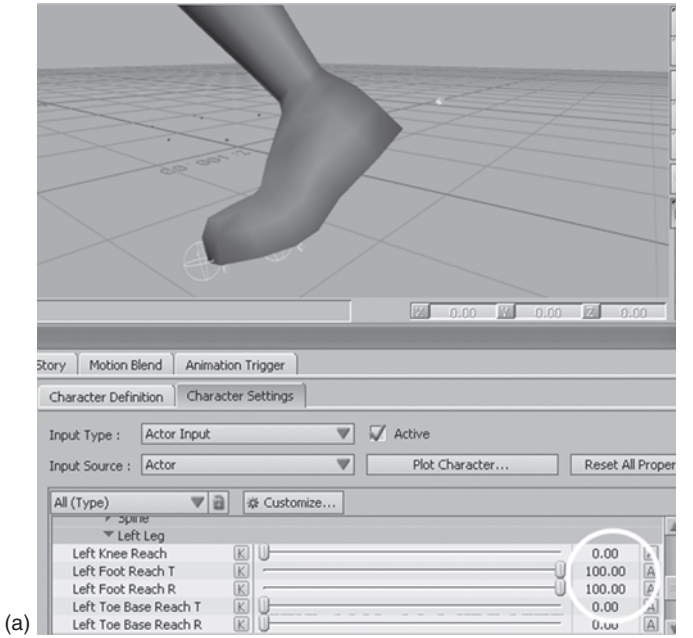 X 0.00 Y 0.00 Z 0.00
Story Motion Blend Animation Trigger
Character Definition Character Settings
Input Type : Actor Input Active
Input Source : Actor Plot Character... Reset All Proper
All (Type) Customize...
Spine
Left Leg
Left Knee Reach K 0.00 A
Left Foot Reach T K 100.00 A
Left Foot Reach R K 100.00 A
Left Toe Base Reach T K 0.00 A
Left Toe Base Reach R K 0.00 A
(a)